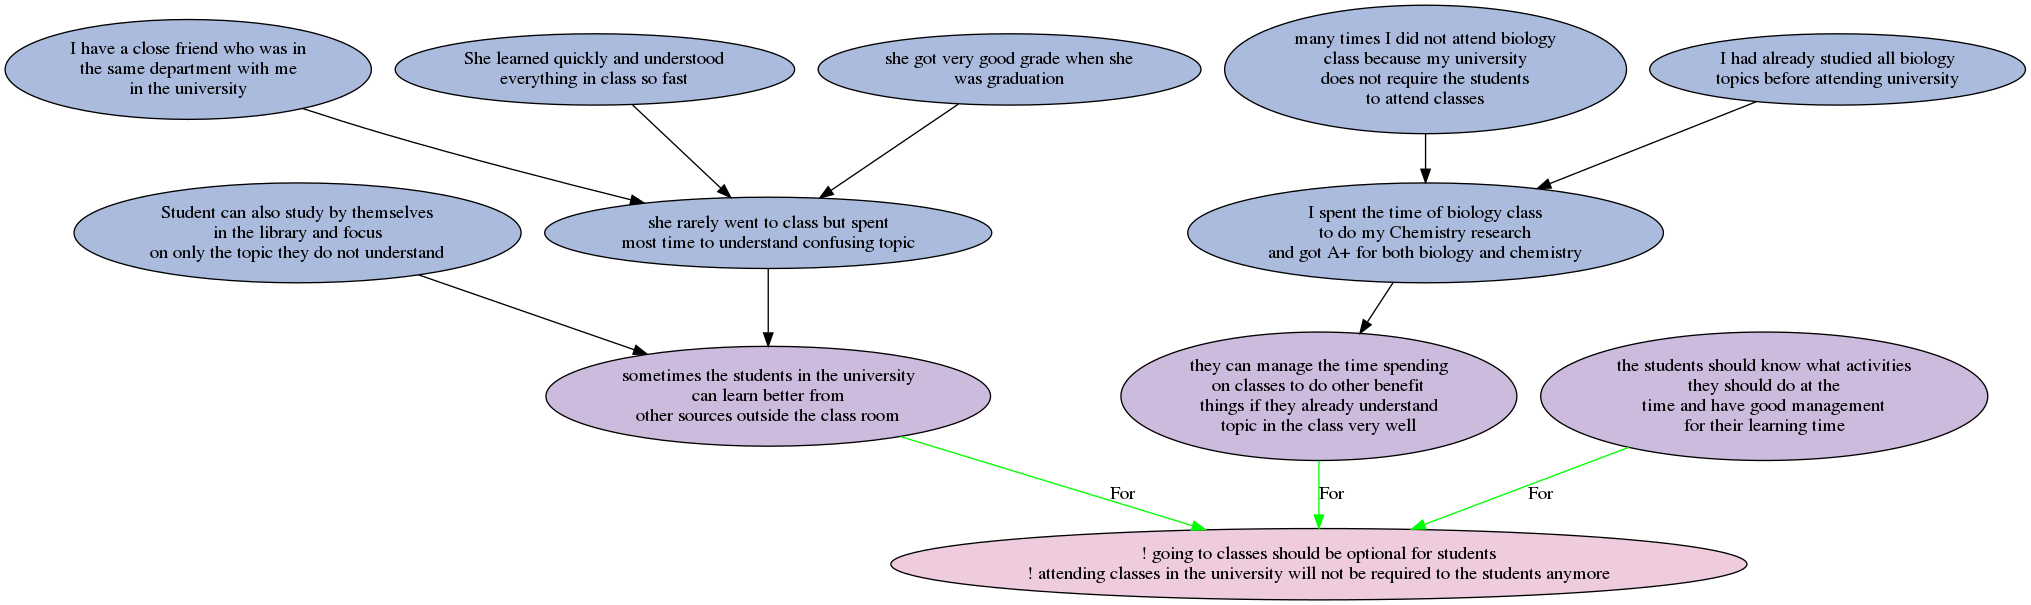 I have a close friend who was in
the same department with me
in the university
She learned quickly and understood
everything in class so fast
she got very good grade when she
was graduation
many times I did not attend biology
class because my university
does not require the students
to attend classes
I had already studied all biology
topics before attending university
Student can also study by themselves
in the library and focus
on only the topic they do not understand
she rarely went to class but spent
most time to understand confusing topic
I spent the time of biology class
to do my Chemistry research
and got A+ for both biology and chemistry
sometimes the students in the university
can learn better from
other sources outside the class room
they can manage the time spending
on classes to do other benefit
things if they already understand
topic in the class very well
the students should know what activities
they should do at the
time and have good management
for their learning time
For
For
For
! going to classes should be optional for students
! attending classes in the university will not be required to the students anymore